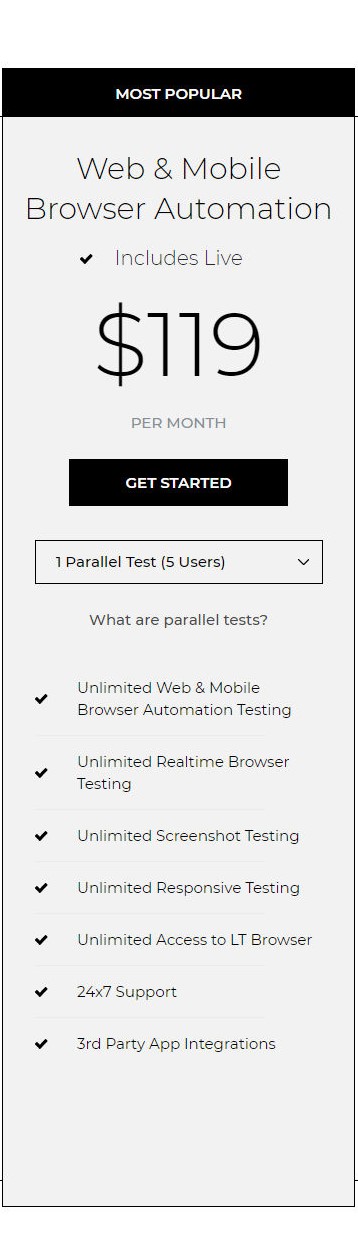 MOST POPULAR
Web & Mobile
Browser Automation
Includes Live
$119
PER MONTH
GET STARTED
1 Parallel Test (5 Users)
What are parallel tests?
Unlimited Web & Mobile
Browser Automation Testing
Unlimited Realtime Browser
Testing
Unlimited Screenshot Testing
Unlimited Responsive Testing
Unlimited Access to LT Browser
24x7 Support
3rd Party App Integrations